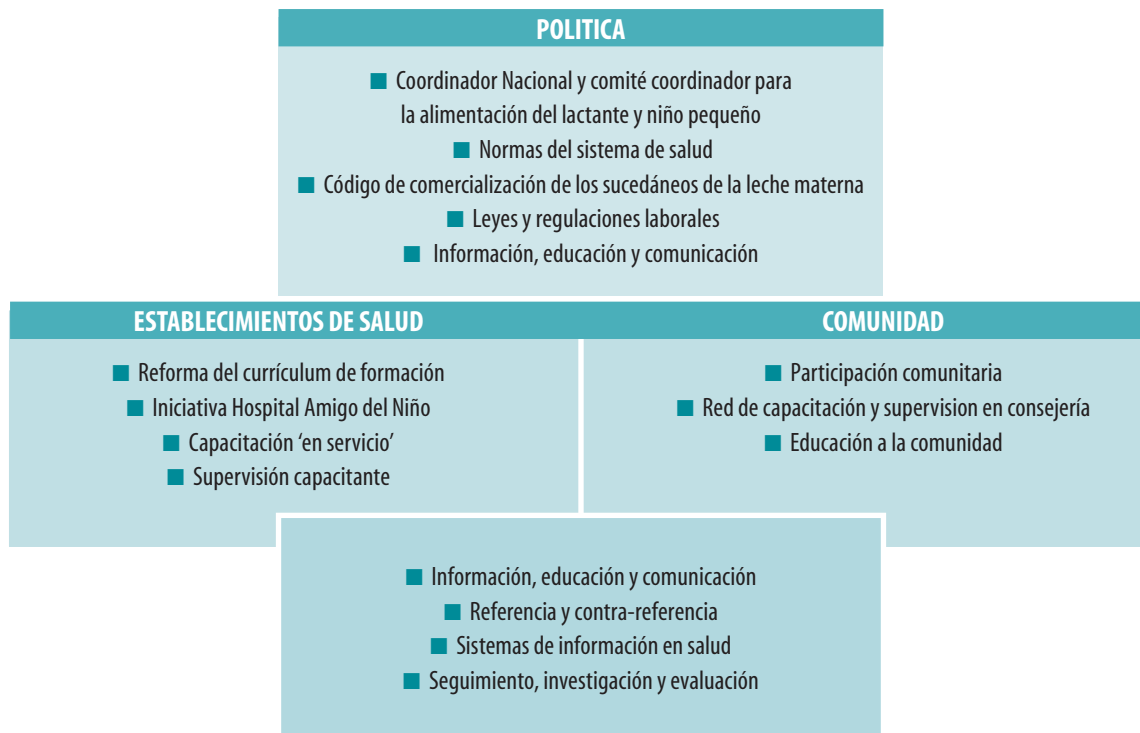 POLITICA
■ Coordinador Nacional y comité coordinador para
la alimentación del lactante y niño pequeño
■ Normas del sistema de salud
■ Código de comercialización de los sucedáneos de la leche materna
■ Leyes y regulaciones laborales
■ Información, educación y comunicación
ESTABLECIMIENTOS DE SALUD
■ Reforma del currículum de formación
■ Iniciativa Hospital Amigo del Niño
■ Capacitación ‘en servicio’
■ Supervisión capacitante
COMUNIDAD
■ Participación comunitaria
■ Red de capacitación y supervision en consejería
■ Educación a la comunidad
■ Información, educación y comunicación
■ Referencia y contra-referencia
■ Sistemas de información en salud
■ Seguimiento, investigación y evaluación